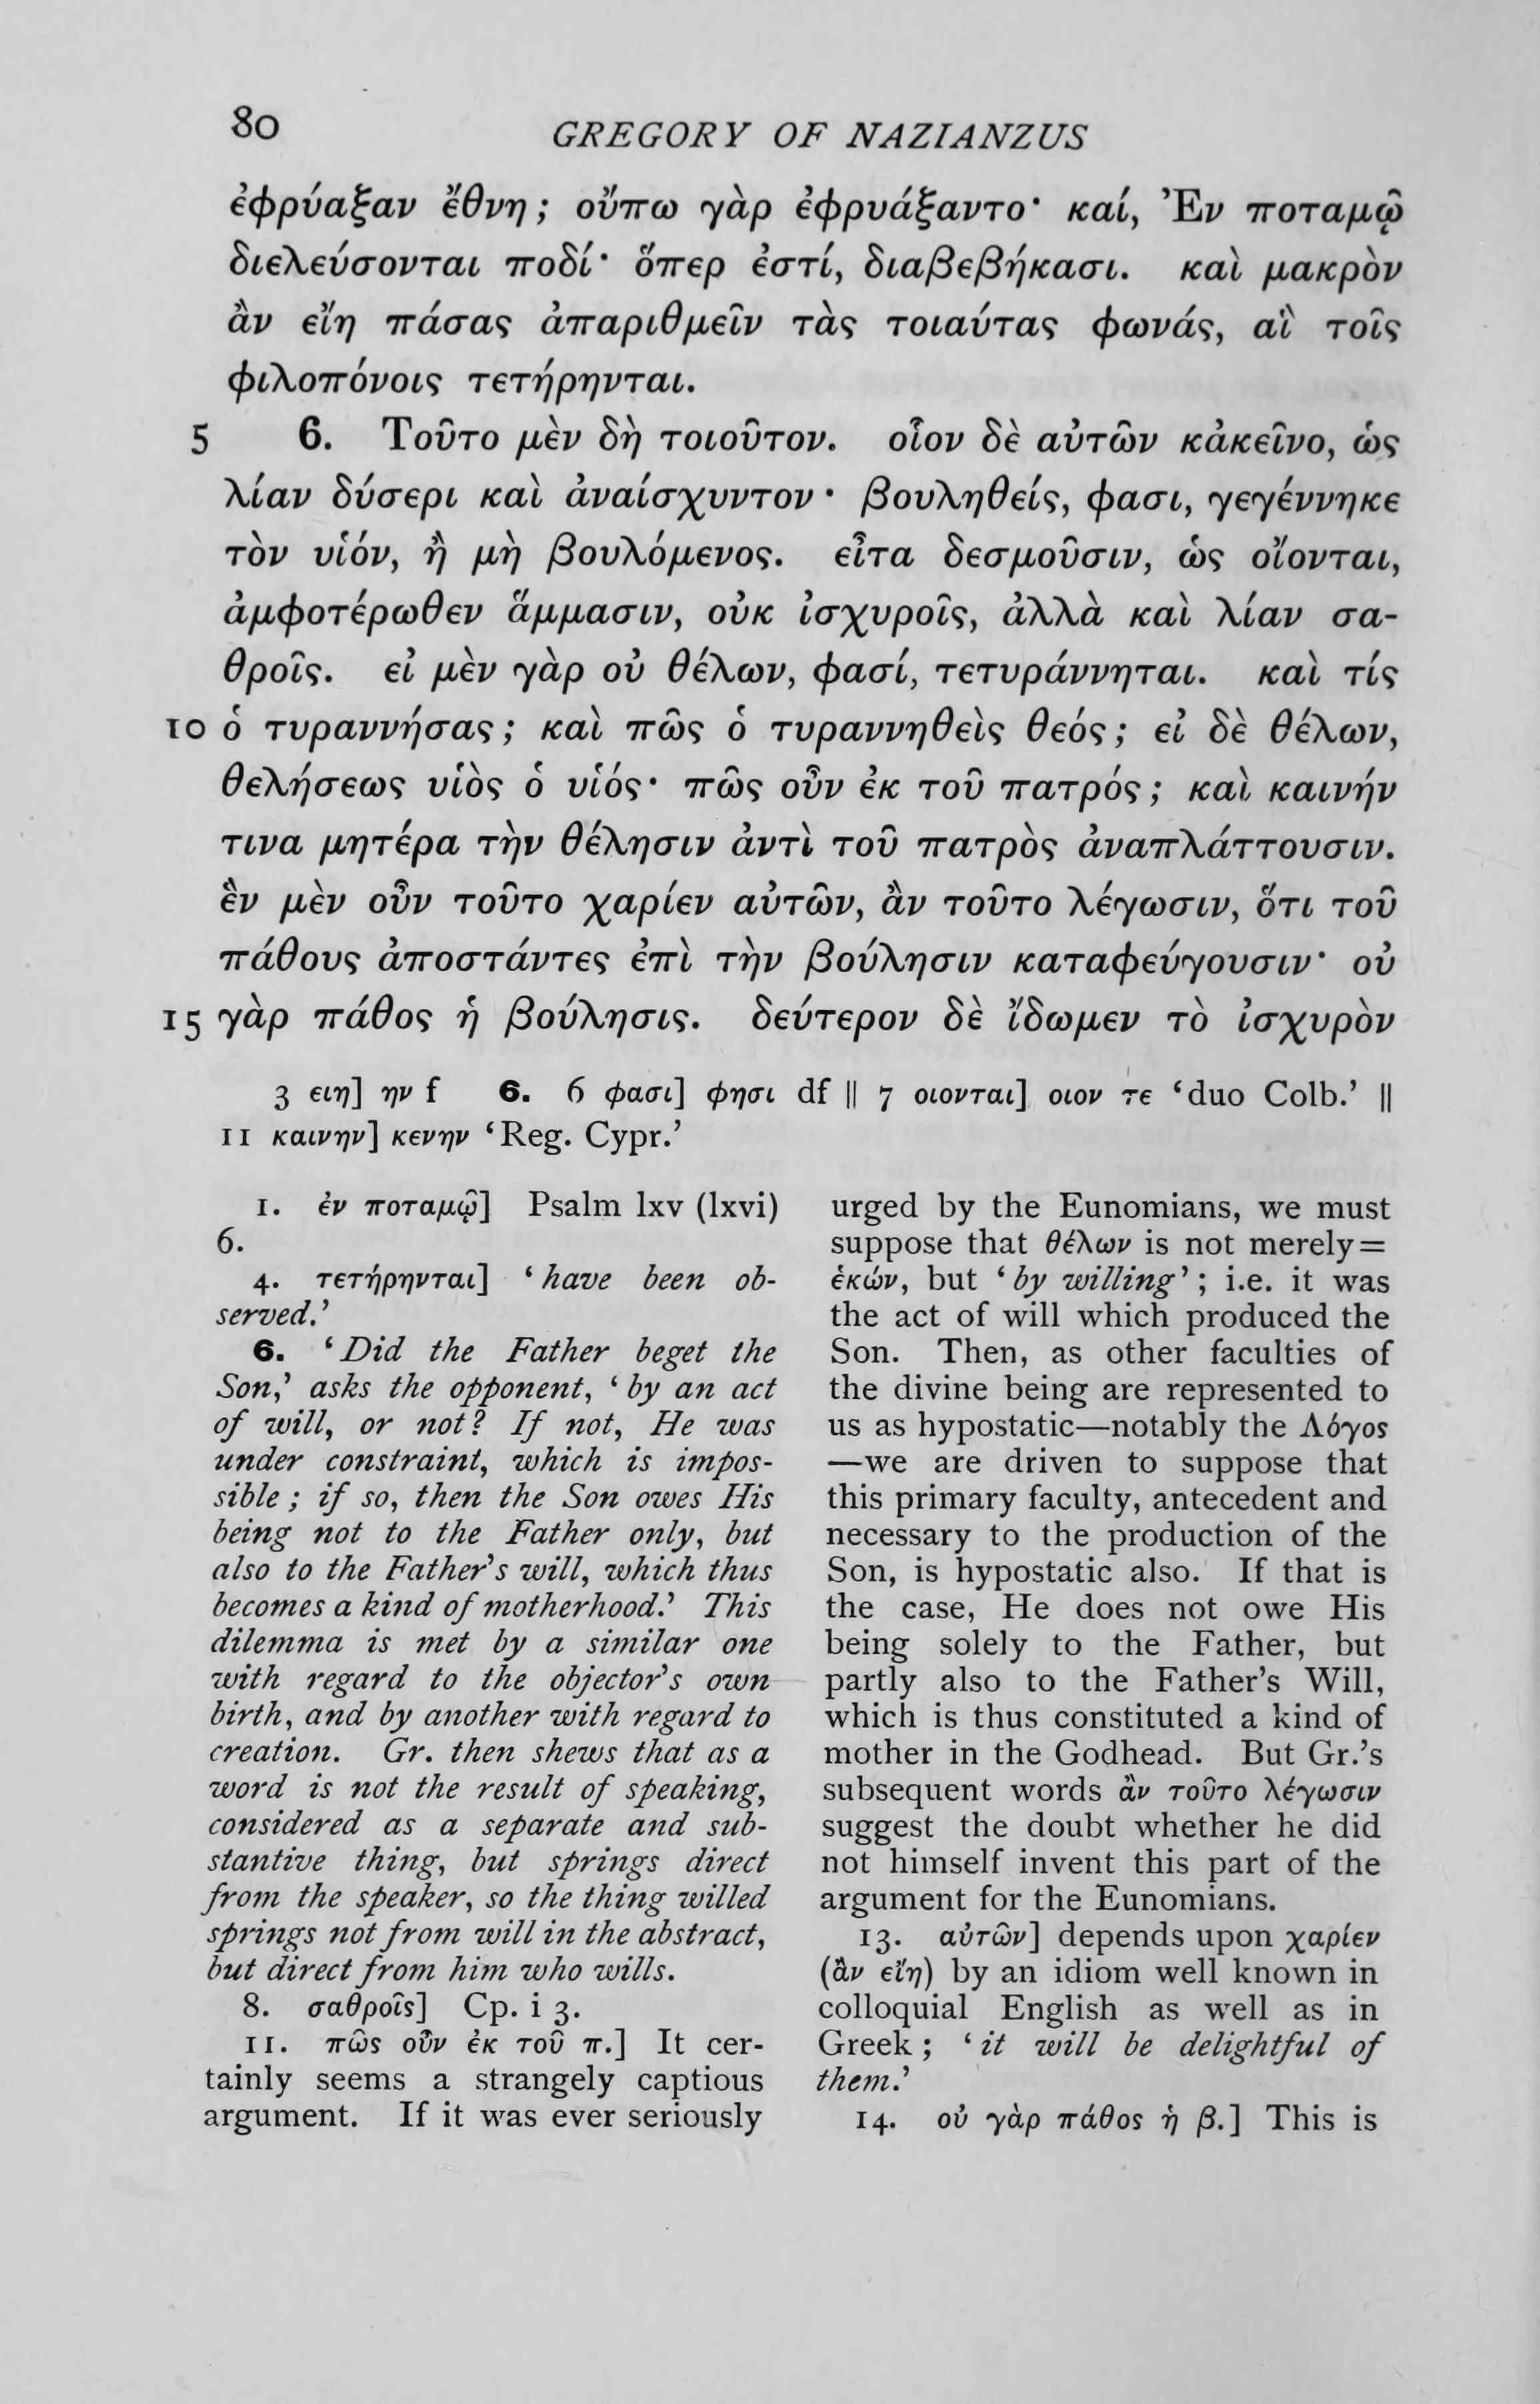 80
GREGORY OF NAZIANZUS
ἐφρύαξαν ἔθνη; οὔπω γὰρ ἐφρυάξαντο· καί, Ἐν ποταμῷ
διελεύσονται ποδί· ὅπερ ἐστί, διαβεβήκασι. καὶ μακρὸν
ἂν εἴη πάσας ἀπαριθμεῖν τὰς τοιαύτας φωνάς, αἳ τοῖς
φιλοπόνοις τετήρηνται.
5 6. Τοῦτο μὲν δὴ τοιοῦτον. οἷον δὲ αὐτῶν κἀκεῖνο, ὡς
λίαν δύσερι καὶ ἀναίσχυντον· βουληθείς, φασι, γεγέννηκε
τὸν υἱόν, ἢ μὴ βουλόμενος. εἶτα δεσμοῦσιν, ὡς οἴονται,
ἀμφοτέρωθεν ἅμμασιν, οὐκ ἰσχυροῖς, ἀλλὰ καὶ λίαν σα-
θροῖς. εἰ μὲν γὰρ οὐ θέλων, φασί, τετυράννηται. καὶ τίς
10 ὁ τυραννήσας; καὶ πῶς ὁ τυραννηθεὶς θεός; εἰ δὲ θέλων,
θελήσεως υἱὸς ὁ υἱός· πῶς οὖν ἐκ τοῦ πατρός; καὶ καινήν
τινα μητέρα τὴν θέλησιν ἀντὶ τοῦ πατρὸς ἀναπλάττουσιν.
ἓν μὲν οὖν τοῦτο χαρίεν αὐτῶν, ἂν τοῦτο λέγωσιν, ὅτι τοῦ
πάθους ἀποστάντες ἐπὶ τὴν βούλησιν καταφεύγουσιν· οὐ
15 γὰρ πάθος ἡ βούλησις. δεύτερον δὲ ἴδωμεν τὸ ἰσχυρὸν
3 ειη] ην f 6. 6 φασι] φησι df || 7 οιονται] οιον τε ‘duo Colb.’ ||
11 καινην] κενην ‘Reg. Cypr.’
1. ἐν ποταμῷ] Psalm lxv (lxvi)
6.
4. τετήρηνται] ‘have been ob-
served.’
6. ‘Did the Father beget the
Son,’ asks the opponent, ‘by an act
of will, or not? If not, He was
under constraint, which is impos-
sible; if so, then the Son owes His
being not to the Father only, but
also to the Father's will, which thus
becomes a kind of motherhood.’ This
dilemma is met by a similar one
with regard to the objector's own
birth, and by another with regard to
creation. Gr. then shews that as a
word is not the result of speaking,
considered as a separate and sub-
stantive thing, but springs direct
from the speaker, so the thing willed
springs not from will in the abstract,
but direct from him who wills.
8. σαθροῖς] Cp. i 3.
11. πῶς οὖν ἐκ τοῦ π.] It cer-
tainly seems a strangely captious
argument. If it was ever seriously
urged by the Eunomians, we must
suppose that θέλων is not merely=
ἑκών, but ‘by willing’; i.e. it was
the act of will which produced the
Son. Then, as other faculties of
the divine being are represented to
us as hypostatic—notably the Λόγος
—we are driven to suppose that
this primary faculty, antecedent and
necessary to the production of the
Son, is hypostatic also. If that is
the case, He does not owe His
being solely to the Father, but
partly also to the Father's Will,
which is thus constituted a kind of
mother in the Godhead. But Gr.'s
subsequent words ἂν τοῦτο λέγωσιν
suggest the doubt whether he did
not himself invent this part of the
argument for the Eunomians.
13. αὐτῶν] depends upon χαρίεν
(ἂν εἴη) by an idiom well known in
colloquial English as well as in
Greek; ‘it will be delightful of
them.’
14. οὐ γὰρ πάθος ἡ β.] This is